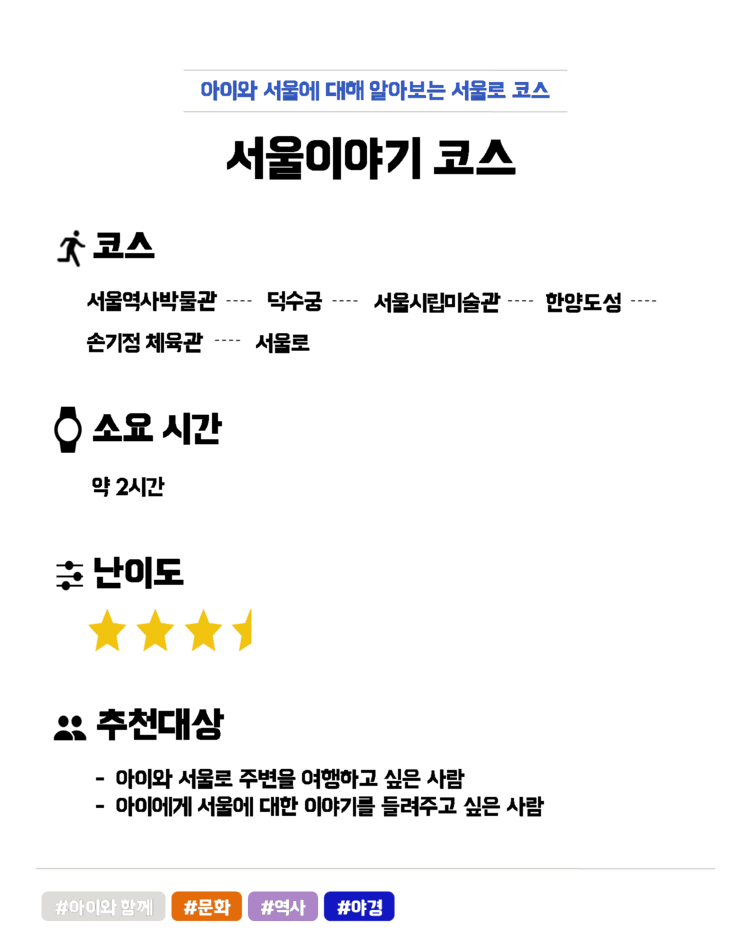 아이와 서울에 대해 알아보는 서울로 코스
서울이야기 코스
코스
서울역사박물관 ---- 덕수궁 ---- 서울시립미술관 ---- 한양도성 ----
손기정 체육관 ---- 서울로
소요 시간
약 2시간
난이도
추천대상
- 아이와 서울로 주변을 여행하고 싶은 사람
- 아이에게 서울에 대한 이야기를 들려주고 싶은 사람
#아이와 함께 #문화 #역사 #야경